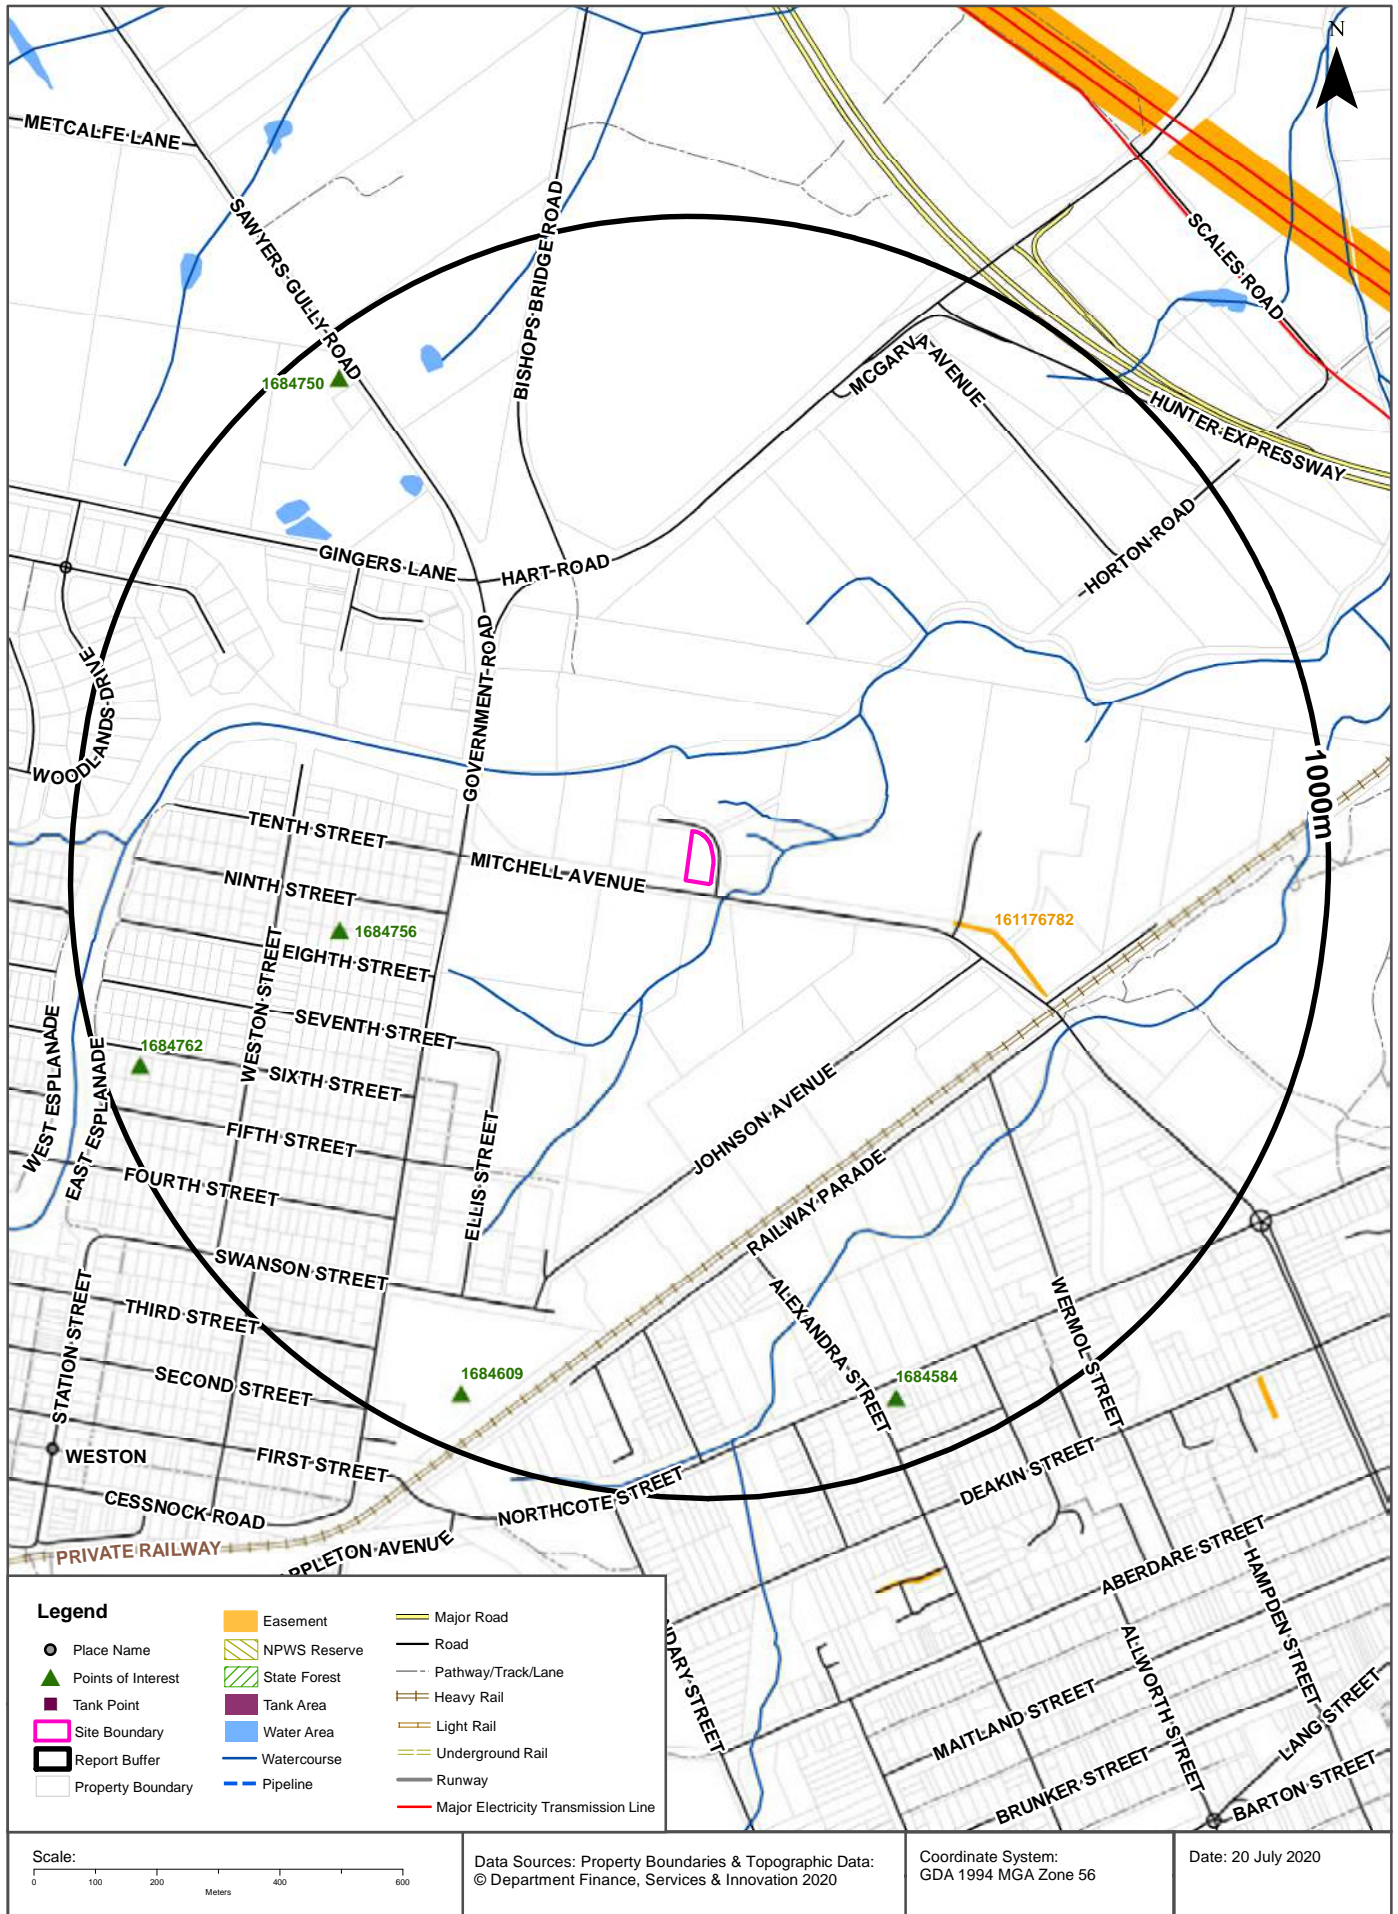 N
METCALFE LANE
SAWYERS GULLY ROAD
BISHOPS BRIDGE ROAD
SCALES ROAD
1684750
MCGARVA AVENUE
HUNTER EXPRESSWAY
HORTON ROAD
GINGERS LANE
HART ROAD
GOVERNMENT ROAD
WOODLANDS DRIVE
1000m
TENTH STREET
MITCHELL AVENUE
NINTH STREET
1684756
161176782
EIGHTH STREET
WESTON STREET
SEVENTH STREET
1684762
WEST ESPLANADE
EAST ESPLANADE
SIXTH STREET
FIFTH STREET
ELLIS STREET
JOHNSON AVENUE
FOURTH STREET
RAILWAY PARADE
SWANSON STREET
STATION STREET
THIRD STREET
ALEXANDRA STREET
WERMOL STREET
SECOND STREET
1684609
1684584
WESTON
FIRST STREET
DEAKIN STREET
CESSNOCK ROAD
NORTHCOTE STREET
PRIVATE RAILWAY
PPLETON AVENUE
ABERDARE STREET
HAMPDEN STREET
DARY STREET
ALLWORTH STREET
MAITLAND STREET
LANG STREET
BRUNKER STREET
BARTON STREET
Legend
Place Name
Points of Interest
Tank Point
Site Boundary
Report Buffer
Property Boundary
Easement
NPWS Reserve
State Forest
Tank Area
Water Area
Watercourse
Pipeline
Major Road
Road
Pathway/Track/Lane
Heavy Rail
Light Rail
Underground Rail
Runway
Major Electricity Transmission Line
Scale:
0 100 200 400 600
Meters
Data Sources: Property Boundaries & Topographic Data:
© Department Finance, Services & Innovation 2020
Coordinate System:
GDA 1994 MGA Zone 56
Date: 20 July 2020